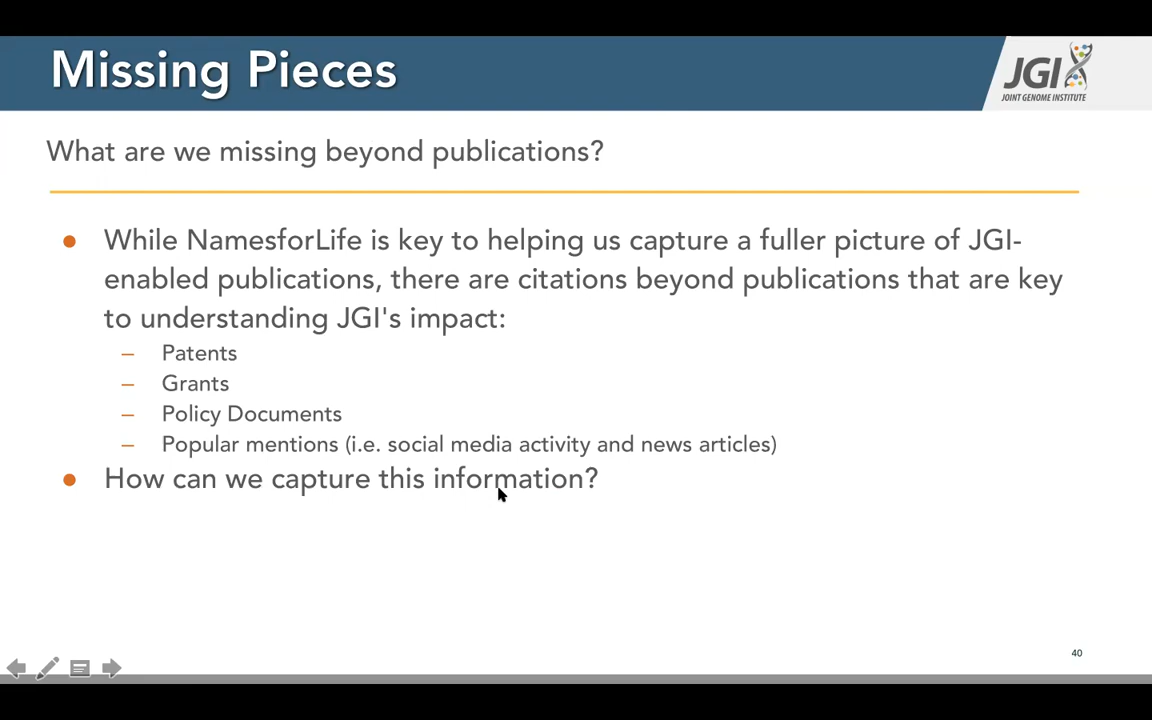 Missing Pieces
JGI
JOINT GENOME INSTITUTE
What are we missing beyond publications?
● While NamesforLife is key to helping us capture a fuller picture of JGI-
enabled publications, there are citations beyond publications that are key
to understanding JGI's impact:
– Patents
– Grants
– Policy Documents
– Popular mentions (i.e. social media activity and news articles)
● How can we capture this information?
40